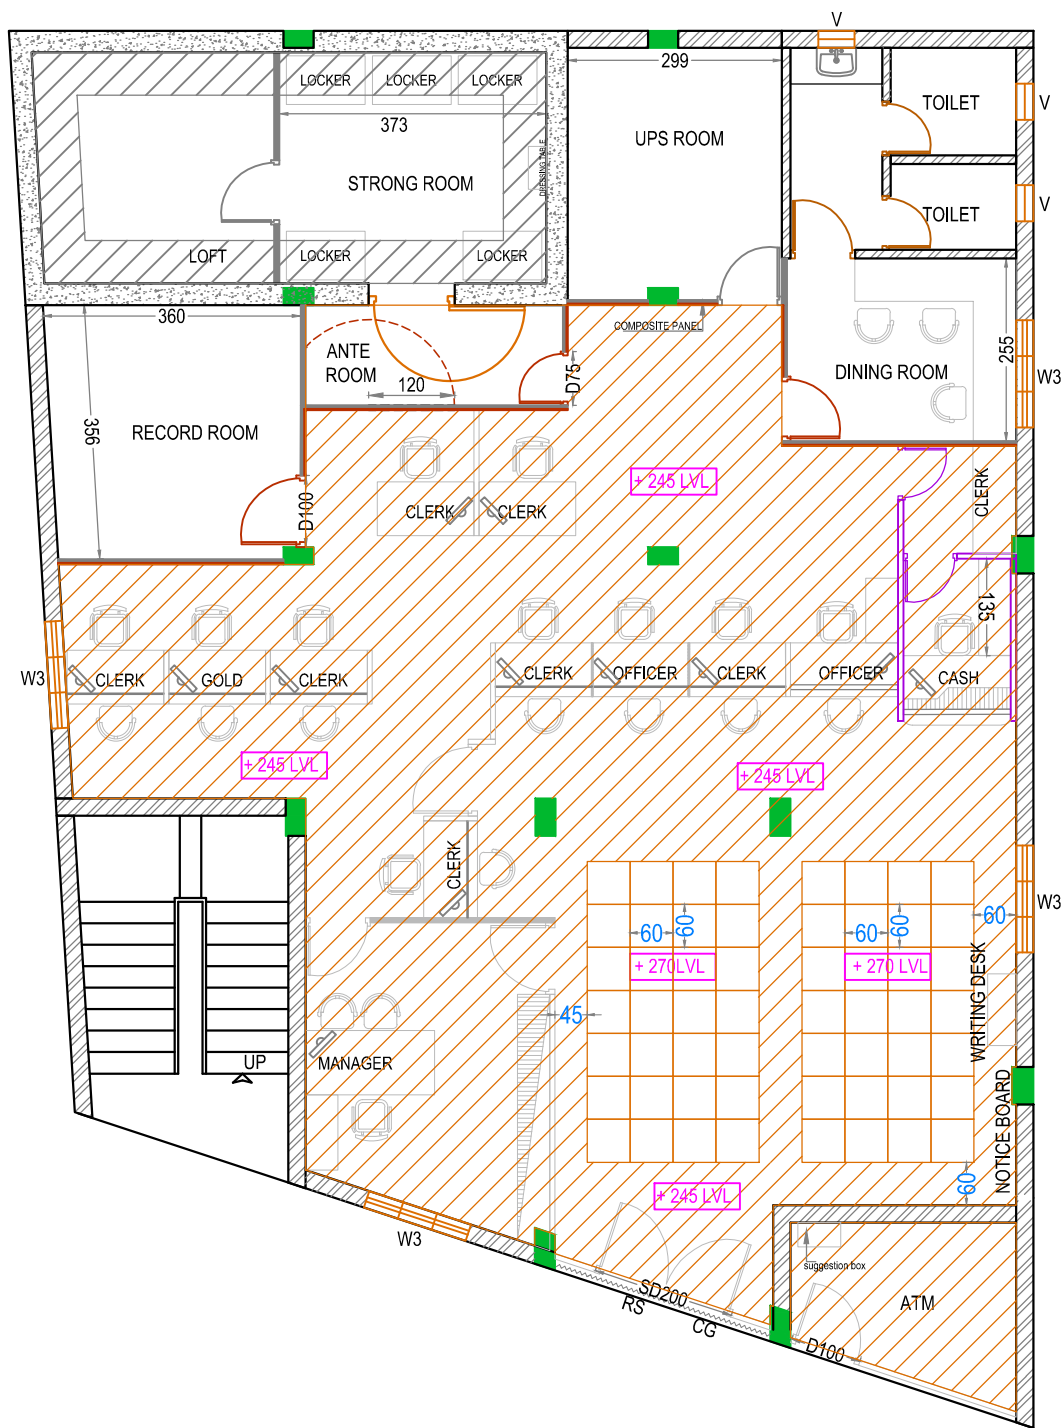 V
LOCKER
LOCKER
LOCKER
299
TOILET
V
373
UPS ROOM
DRESSING TABLE
STRONG ROOM
V
TOILET
LOFT
LOCKER
LOCKER
360
COMPOSITE PANEL
ANTE
ROOM
120
D75
255
DINING ROOM
W3
356
RECORD ROOM
D100
+ 245 LVL
CLERK
CLERK
CLERK
135
W3
CLERK
GOLD
CLERK
CLERK
OFFICER
CLERK
OFFICER
CASH
+ 245 LVL
+ 245 LVL
CLERK
W3
60
60
60
60
60
+ 270LVL
+ 270 LVL
WRITING DESK
45
UP
MANAGER
NOTICE BOARD
60
+ 245 LVL
W3
suggestion box
SD200
RS
CG
ATM
D100